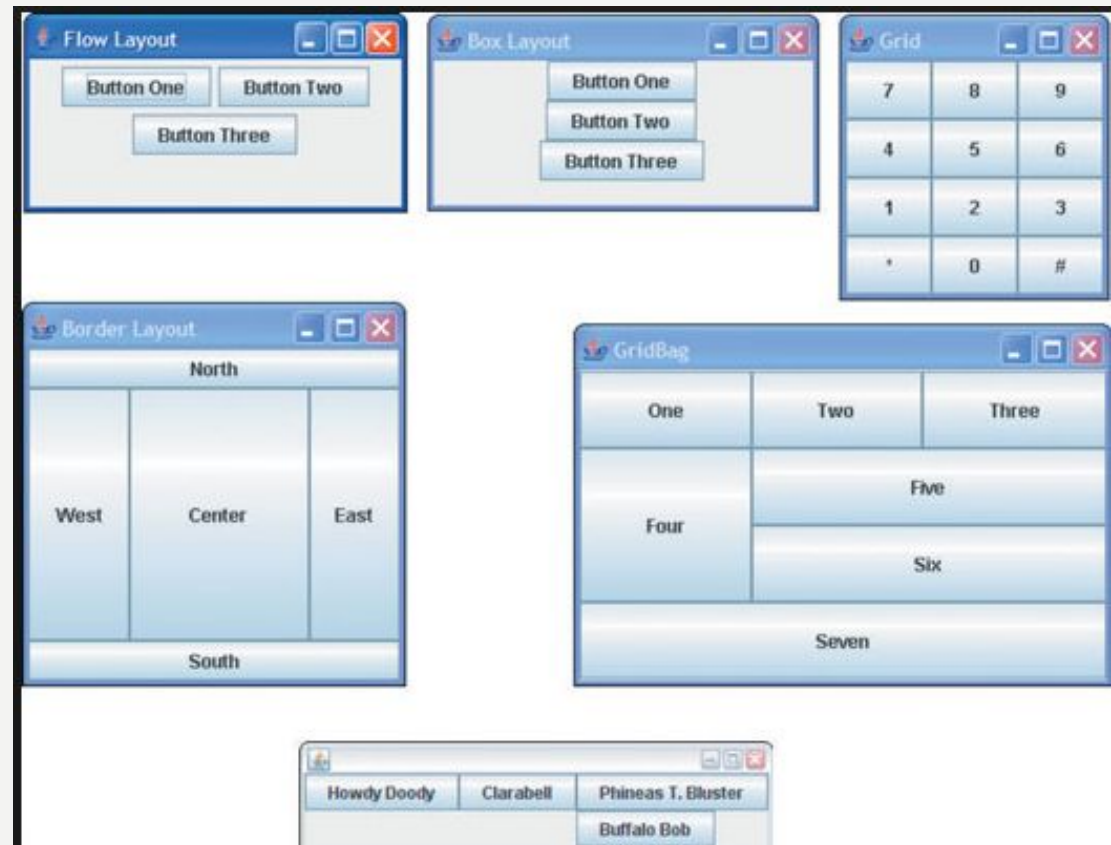 Flow Layout
Button One Button Two
Button Three
Box Layout
Button One
Button Two
Button Three
Grid
7 8 9
4 5 6
1 2 3
* 0 #
Border Layout
North
West Center East
South
GridBag
One Two Three
Four
Five
Six
Seven
Howdy Doody Clarabell Phineas T. Bluster
Buffalo Bob